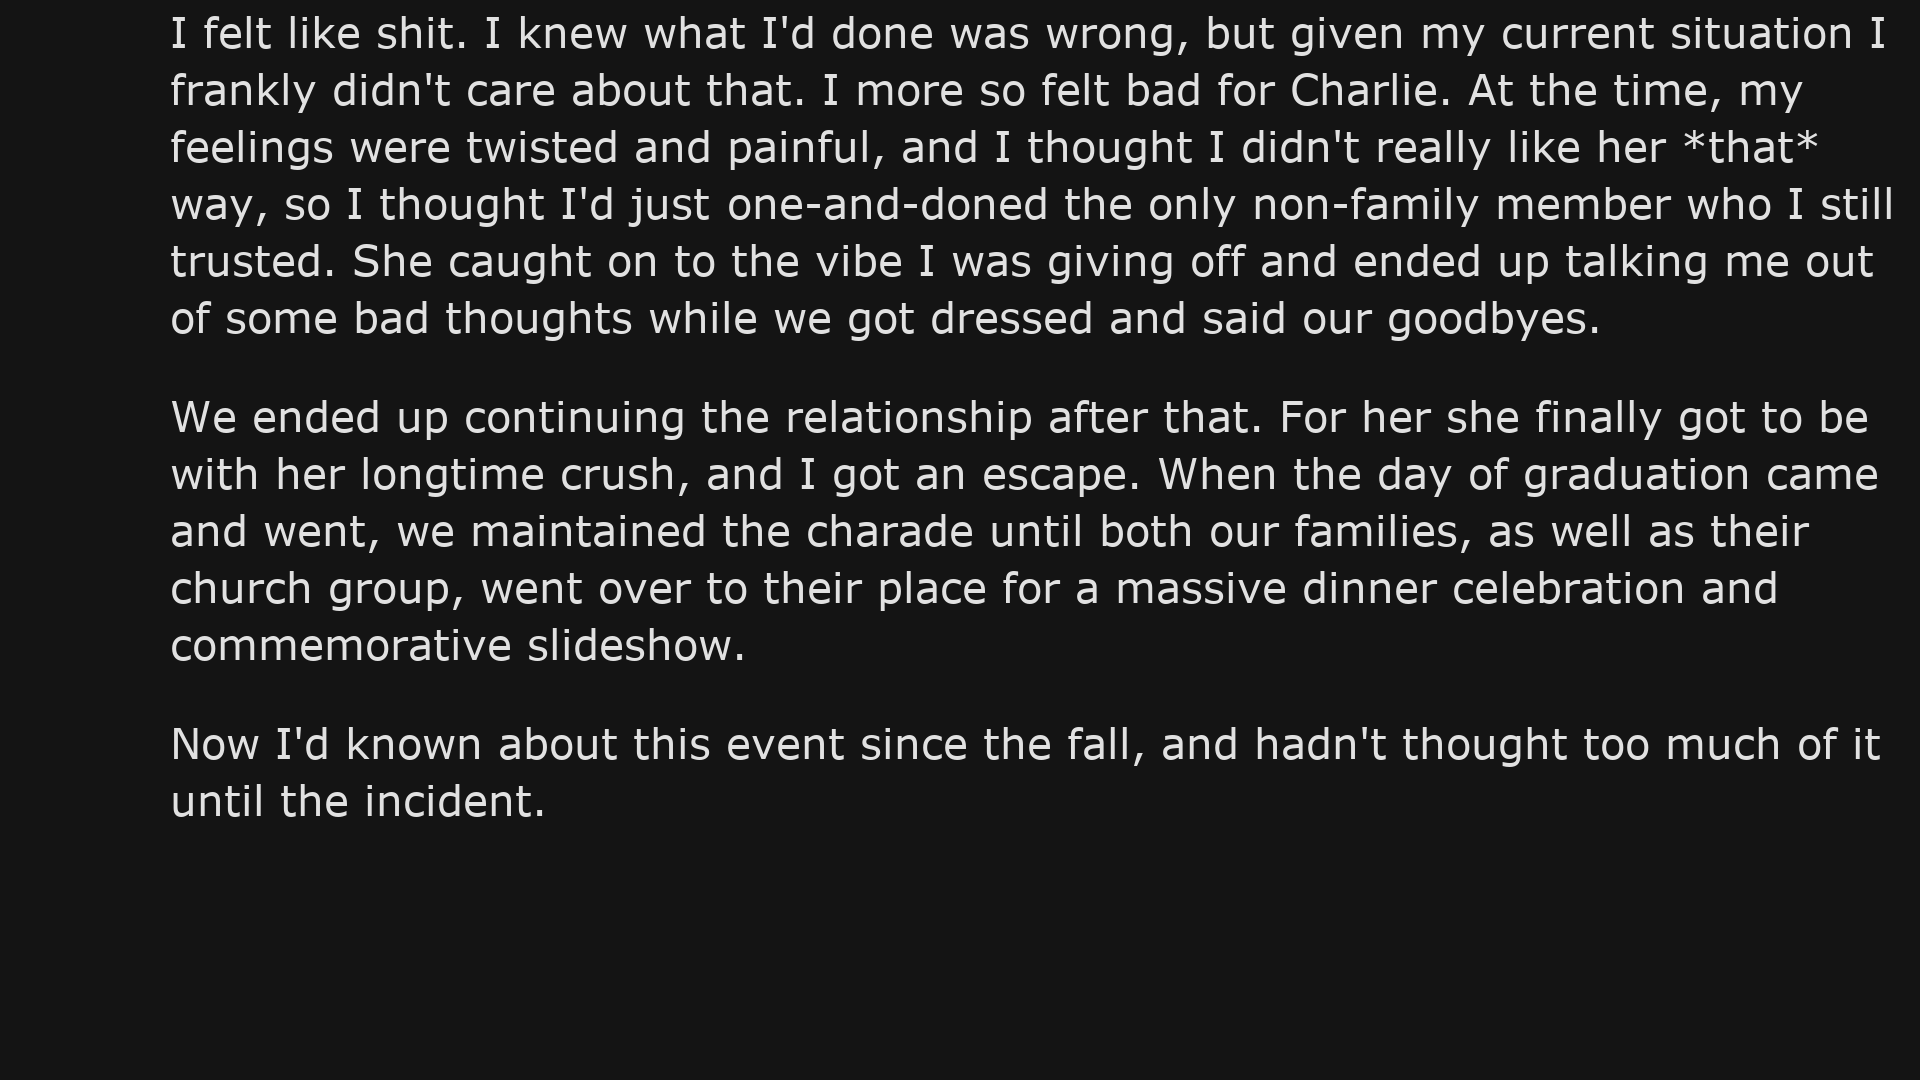 I felt like shit. I knew what I'd done was wrong, but given my current situation I
frankly didn't care about that. I more so felt bad for Charlie. At the time, my
feelings were twisted and painful, and I thought I didn't really like her *that*
way, so I thought I'd just one-and-doned the only non-family member who I still
trusted. She caught on to the vibe I was giving off and ended up talking me out
of some bad thoughts while we got dressed and said our goodbyes.
We ended up continuing the relationship after that. For her she finally got to be
with her longtime crush, and I got an escape. When the day of graduation came
and went, we maintained the charade until both our families, as well as their
church group, went over to their place for a massive dinner celebration and
commemorative slideshow.
Now I'd known about this event since the fall, and hadn't thought too much of it
until the incident.